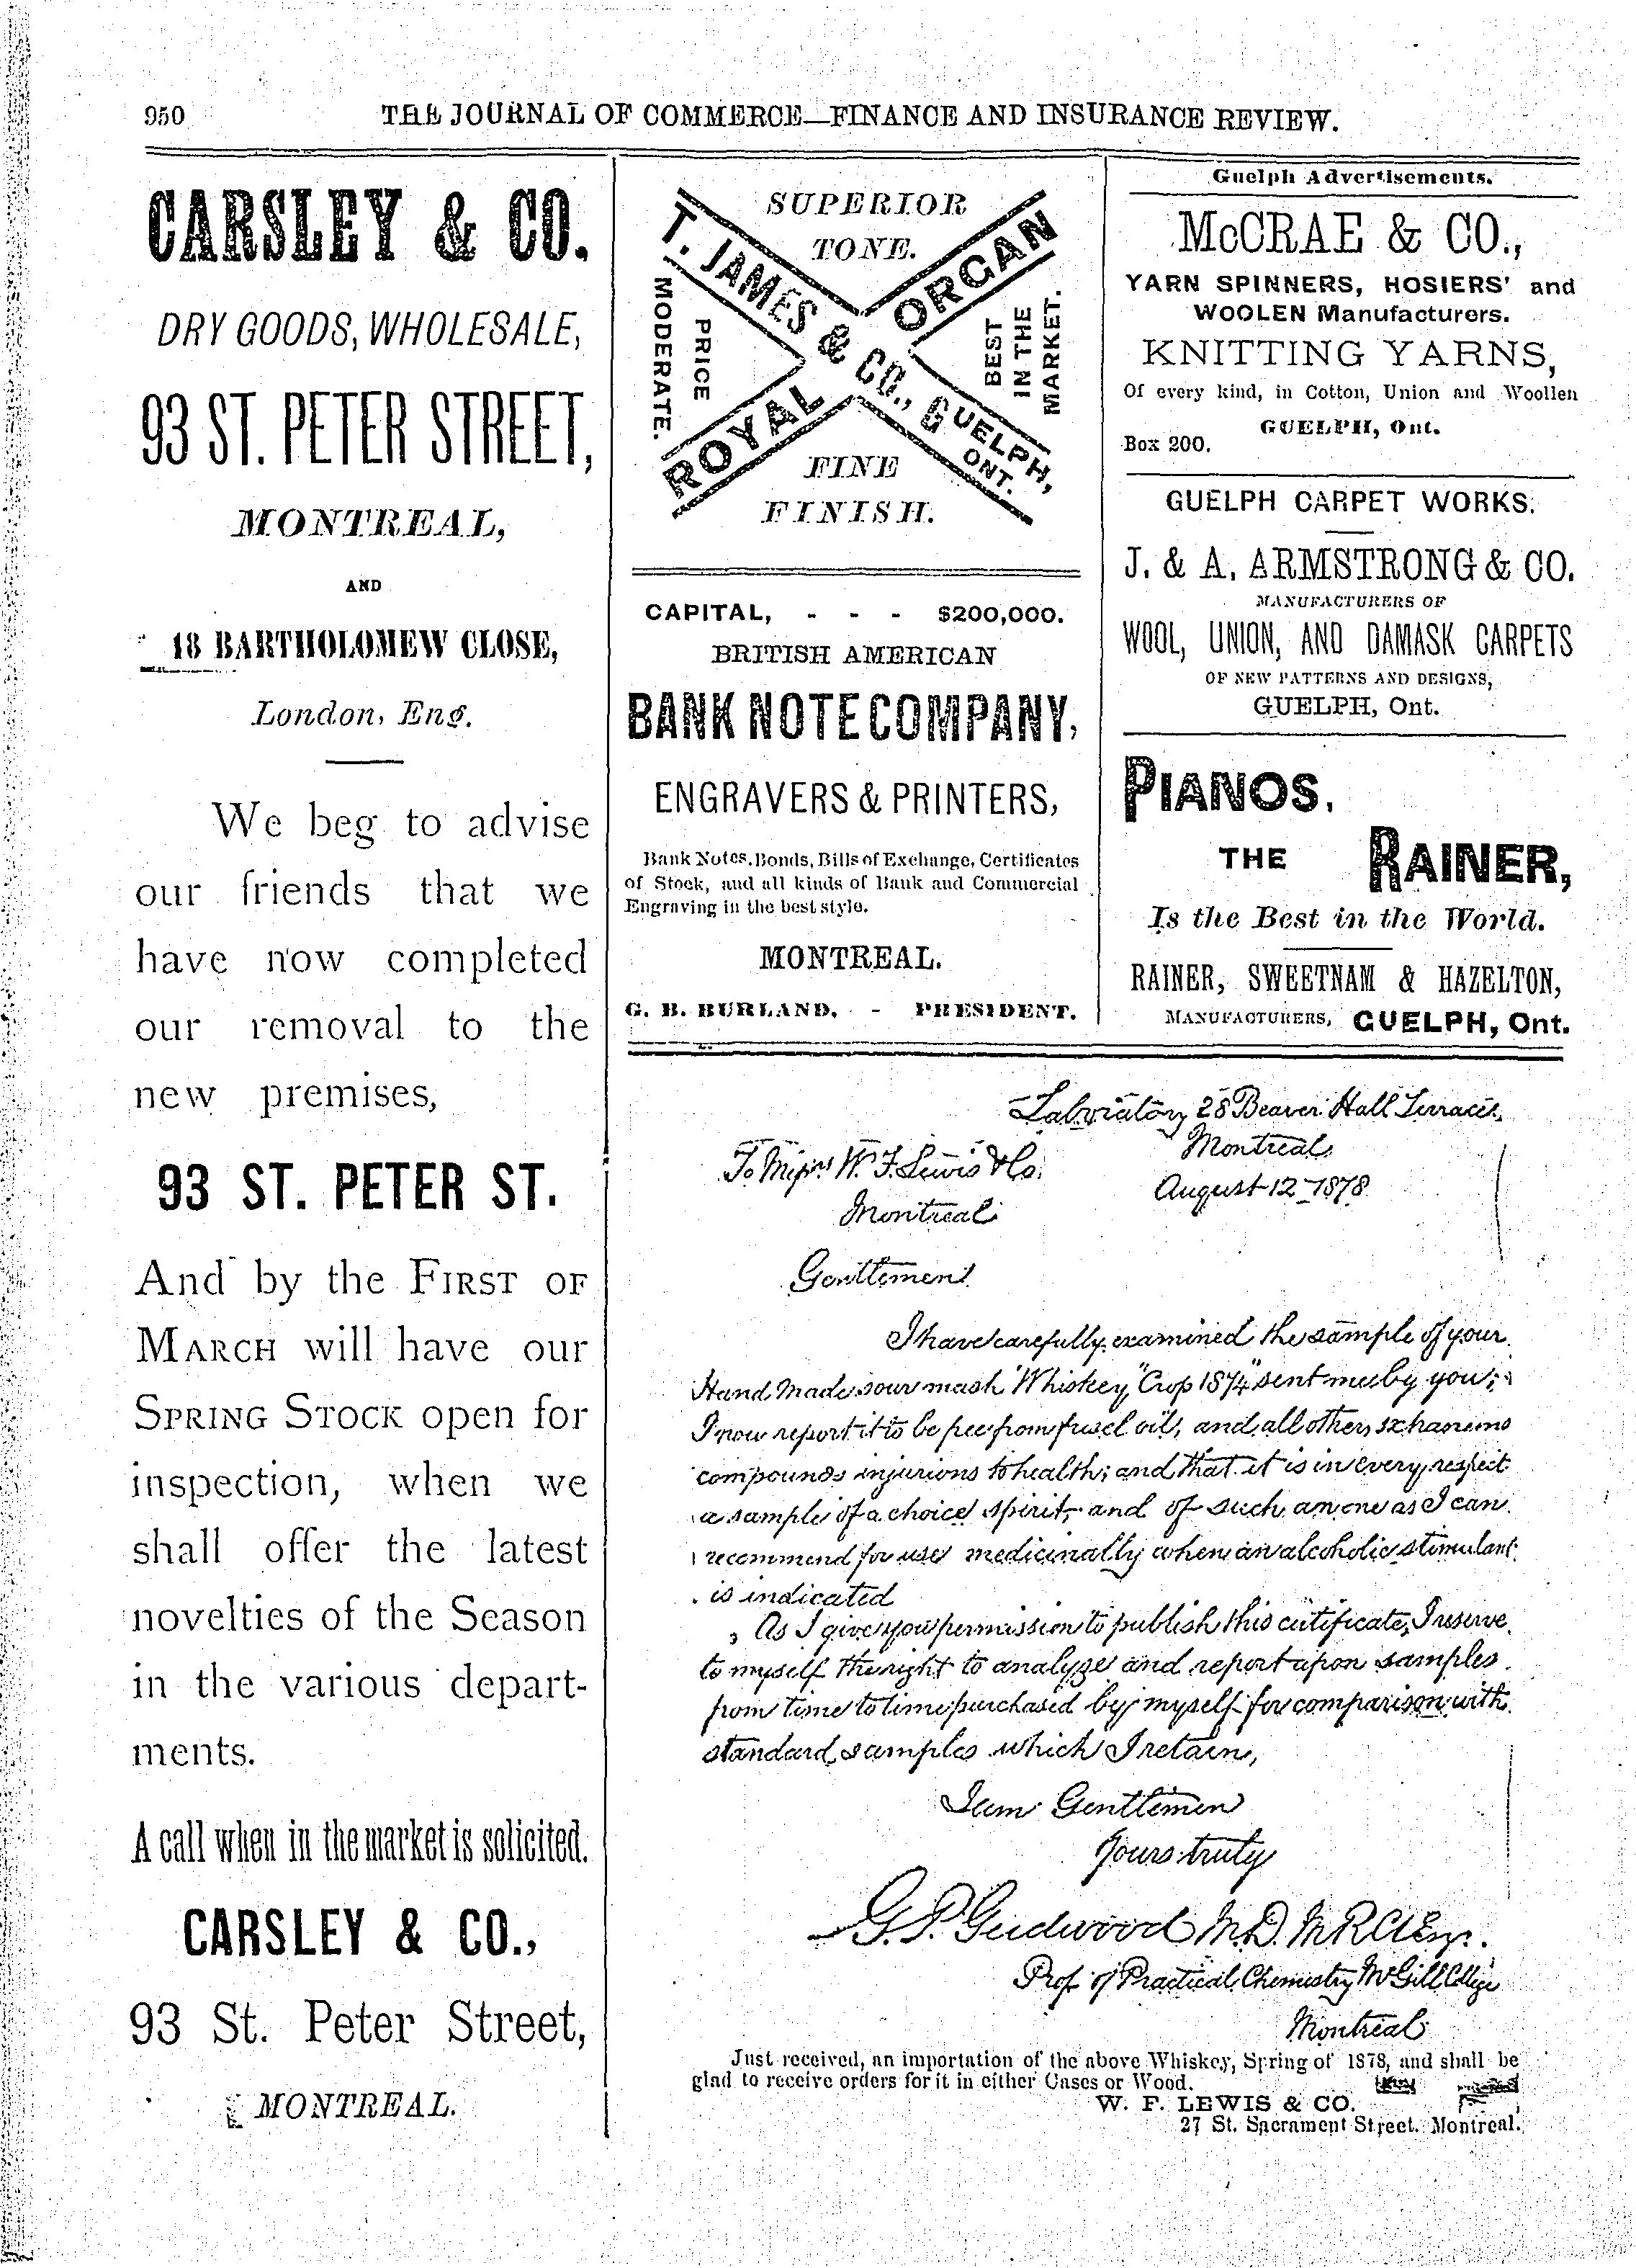 950
THE JOURNAL OF COMMERCE—FINANCE AND INSURANCE REVIEW.
CARSLEY & CO.
DRY GOODS, WHOLESALE,
93 ST. PETER STREET,
MONTREAL,
AND
18 BARTHOLOMEW CLOSE,
London, Eng.
We beg to advise
our friends that we
have now completed
our removal to the
new premises,
93 ST. PETER ST.
And by the FIRST OF
MARCH will have our
SPRING STOCK open for
inspection, when we
shall offer the latest
novelties of the Season
in the various depart-
ments.
A call when in the market is solicited.
CARSLEY & CO.,
93 St. Peter Street,
MONTREAL.
SUPERIOR
TONE.
T. JAMES & CO., GUELPH,
ONT.
ROYAL ORGAN
PRICE
MODERATE.
BEST
IN THE
MARKET.
FINE
FINISH.
CAPITAL, - - - $200,000.
BRITISH AMERICAN
BANK NOTE COMPANY,
ENGRAVERS & PRINTERS,
Bank Notes, Bonds, Bills of Exchange, Certificates
of Stock, and all kinds of Bank and Commercial
Engraving in the best style.
MONTREAL.
G. B. BURLAND, - PRESIDENT.
Guelph Advertisements.
McCRAE & CO.,
YARN SPINNERS, HOSIERS' and
WOOLEN Manufacturers.
KNITTING YARNS,
Of every kind, in Cotton, Union and Woollen
GUELPH, Ont.
Box 200.
GUELPH CARPET WORKS.
J. & A. ARMSTRONG & CO.
MANUFACTURERS OF
WOOL, UNION, AND DAMASK CARPETS
OF NEW PATTERNS AND DESIGNS,
GUELPH, Ont.
PIANOS.
THE RAINER,
Is the Best in the World.
RAINER, SWEETNAM & HAZELTON,
MANUFACTURERS, GUELPH, Ont.
Laboratory 28 Beaver Hall Terrace,
Montreal
August 12 1878
To Messrs W. F. Lewis & Co.
Montreal
Gentlemen
I have carefully examined the sample of your
Hand Made sour mash Whiskey, "Crop 1874" sent me by you;
I now report it to be free from fusel oil, and all other
compounds injurious to health; and that it is in every respect
a sample of a choice spirit, and of such an one as I can
recommend for use medicinally when an alcoholic stimulant
is indicated
As I give you permission to publish this certificate, I reserve
to myself the right to analyze and report upon samples
from time to time purchased by myself for comparison with
standard samples which I retain,
I am Gentlemen
Yours truly
G. P. Girdwood M.D. M.R.C.S. Eng.
Prof of Practical Chemistry McGill College
Montreal
Just received, an importation of the above Whiskey, Spring of 1878, and shall be
glad to receive orders for it in either Cases or Wood.
W. F. LEWIS & CO.
27 St. Sacrament Street, Montreal.